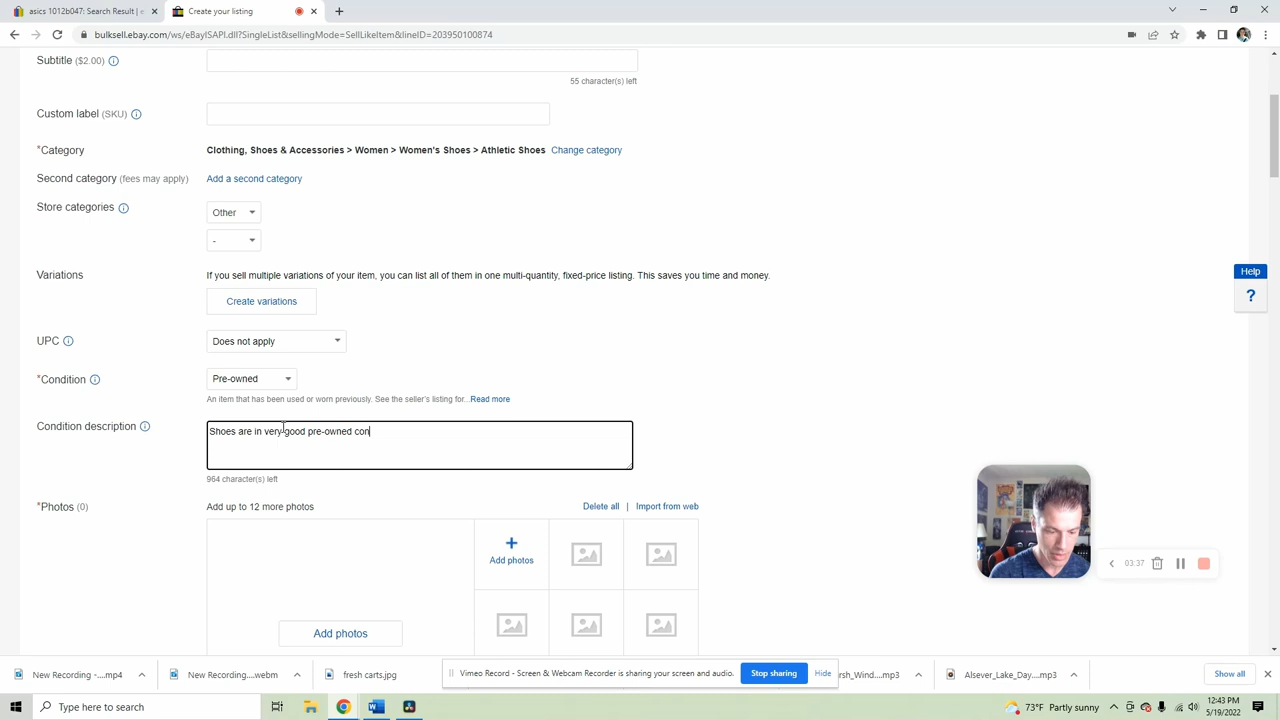 asics 1012b047: Search Result | e
Create your listing
bulksell.ebay.com/ws/eBayISAPI.dll?SingleList&sellingMode=SellLikeItem&lineID=203950100874
Subtitle ($2.00)
55 character(s) left
Custom label (SKU)
*Category
Clothing, Shoes & Accessories > Women > Women's Shoes > Athletic Shoes Change category
Second category (fees may apply)
Add a second category
Store categories
Other
-
Variations
If you sell multiple variations of your item, you can list all of them in one multi-quantity, fixed-price listing. This saves you time and money.
Create variations
Help
?
UPC
Does not apply
*Condition
Pre-owned
An item that has been used or worn previously. See the seller's listing for...Read more
Condition description
Shoes are in very good pre-owned con
964 character(s) left
*Photos (0)
Add up to 12 more photos
Delete all | Import from web
Add photos
Add photos
03:37
New Recording -....mp4
New Recording....webm
fresh carts.jpg
Vimeo Record - Screen & Webcam Recorder is sharing your screen and audio.
Stop sharing
Hide
rsh_Wind....mp3
Alsever_Lake_Day....mp3
Show all
Type here to search
73°F Partly sunny
12:43 PM
5/19/2022